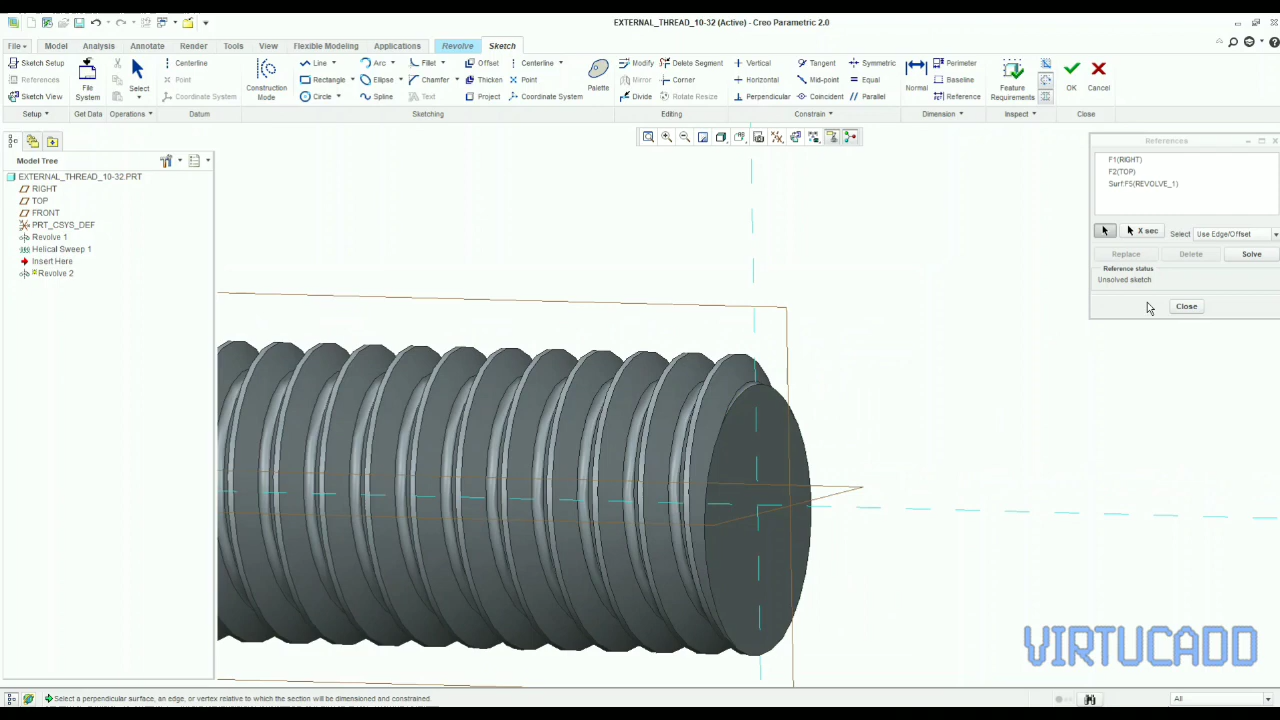 EXTERNAL_THREAD_10-32 (Active) - Creo Parametric 2.0
File Model Analysis Annotate Render Tools View Flexible Modeling Applications Revolve Sketch
Sketch Setup Centerline Line Arc Fillet Offset Centerline Modify Delete Segment Vertical Tangent Symmetric Perimeter
References Point Rectangle Ellipse Chamfer Thicken Point Mirror Corner Horizontal Mid-point Equal Baseline
Sketch View File System Select Coordinate System Construction Mode Circle Spline Text Project Coordinate System Palette Divide Rotate Resize Perpendicular Coincident Parallel Normal Reference Feature Requirements OK Cancel
Setup Get Data Operations Datum Sketching Editing Constrain Dimension Inspect Close
Model Tree
EXTERNAL_THREAD_10-32.PRT
RIGHT
TOP
FRONT
PRT_CSYS_DEF
Revolve 1
Helical Sweep 1
Insert Here
Revolve 2
References
F1(RIGHT)
F2(TOP)
Surf:F5(REVOLVE_1)
X sec Select Use Edge/Offset
Replace Delete Solve
Reference status
Unsolved sketch
Close
VIRTUCADO
Select a perpendicular surface, an edge, or vertex relative to which the section will be dimensioned and constrained.
All